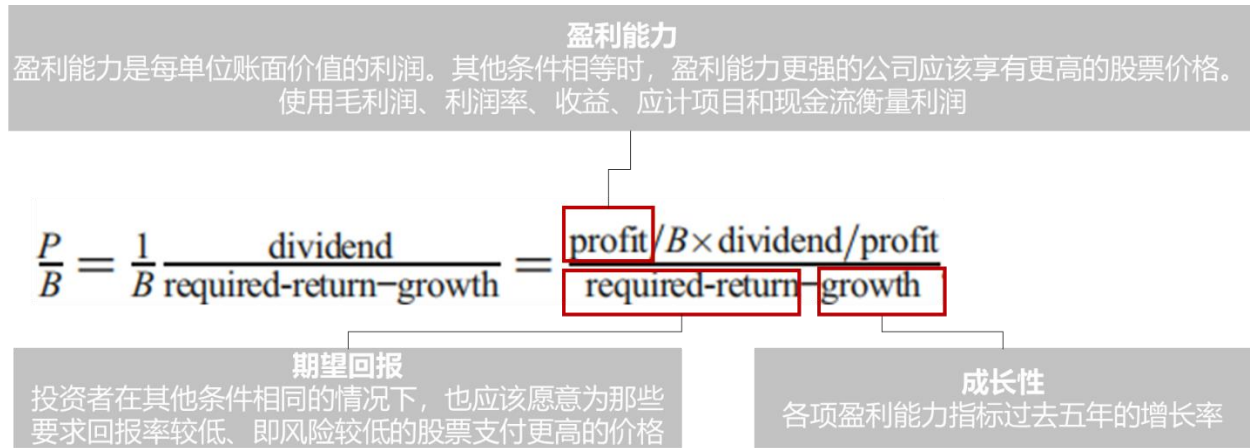 盈利能力
盈利能力是每单位账面价值的利润。其他条件相等时，盈利能力更强的公司应该享有更高的股票价格。
使用毛利润、利润率、收益、应计项目和现金流衡量利润
P/B = 1/B dividend/required-return−growth = profit/B×dividend/profit/required-return−growth
期望回报
投资者在其他条件相同的情况下，也应该愿意为那些
要求回报率较低、即风险较低的股票支付更高的价格
成长性
各项盈利能力指标过去五年的增长率